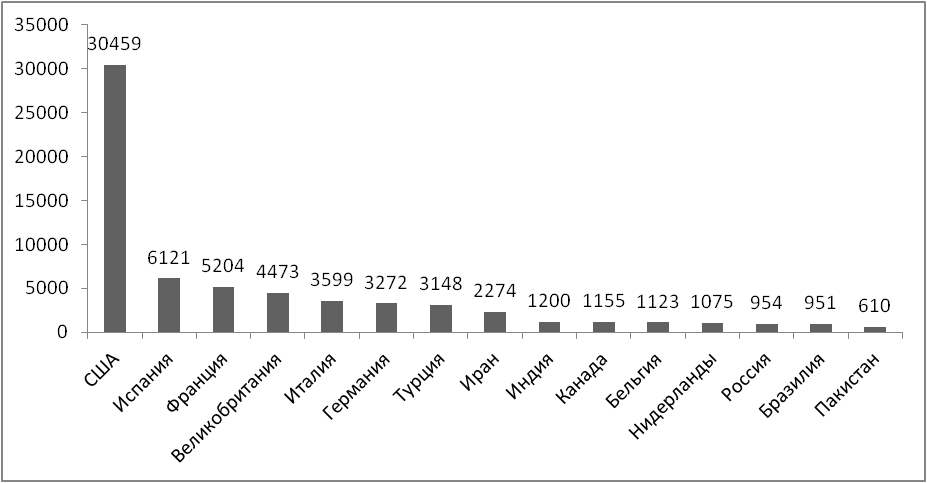 35000
30000
25000
20000
15000
10000
5000
0
30459
6121
5204
4473
3599
3272
3148
2274
1200
1155
1123
1075
954
951
610
США
Испания
Франция
Великобритания
Италия
Германия
Турция
Иран
Индия
Канада
Бельгия
Нидерланды
Россия
Бразилия
Пакистан